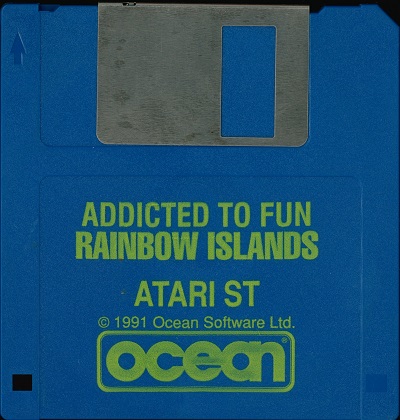 ADDICTED TO FUN
RAINBOW ISLANDS
ATARI ST
© 1991 Ocean Software Ltd.
ocean®